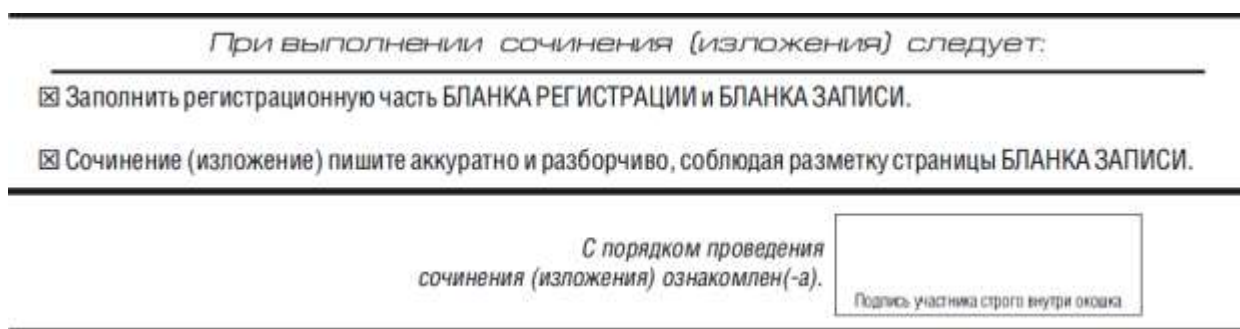 При выполнении сочинения (изложения) следует:
☒ Заполнить регистрационную часть БЛАНКА РЕГИСТРАЦИИ и БЛАНКА ЗАПИСИ.
☒ Сочинение (изложение) пишите аккуратно и разборчиво, соблюдая разметку страницы БЛАНКА ЗАПИСИ.
С порядком проведения
сочинения (изложения) ознакомлен(-а).
Подпись участника строго внутри окошка